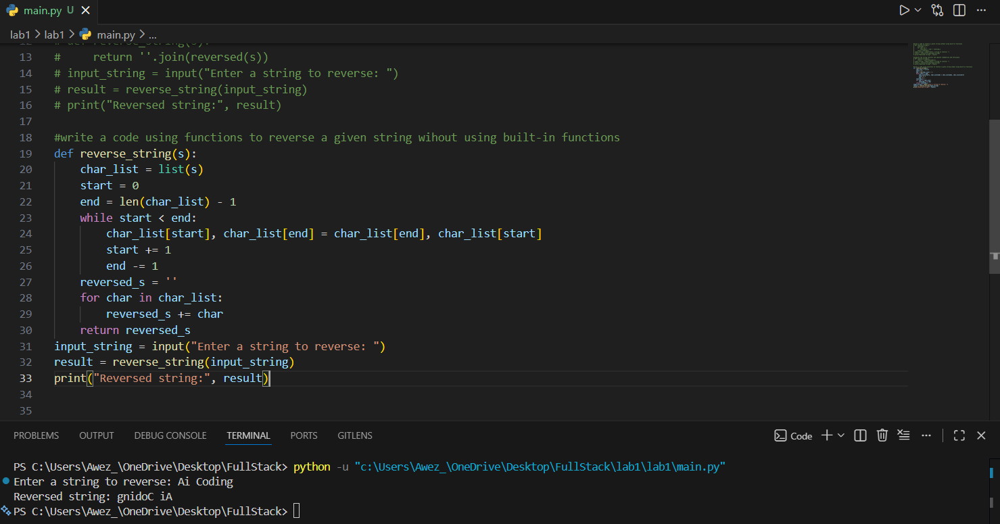 main.py U
lab1 > lab1 > main.py > ...
12 # def reverse_string(s):
13 #     return ''.join(reversed(s))
14 # input_string = input("Enter a string to reverse: ")
15 # result = reverse_string(input_string)
16 # print("Reversed string:", result)
17
18 #write a code using functions to reverse a given string wihout using built-in functions
19 def reverse_string(s):
20     char_list = list(s)
21     start = 0
22     end = len(char_list) - 1
23     while start < end:
24         char_list[start], char_list[end] = char_list[end], char_list[start]
25         start += 1
26         end -= 1
27     reversed_s = ''
28     for char in char_list:
29         reversed_s += char
30     return reversed_s
31 input_string = input("Enter a string to reverse: ")
32 result = reverse_string(input_string)
33 print("Reversed string:", result)
34
35
PROBLEMS OUTPUT DEBUG CONSOLE TERMINAL PORTS GITLENS Code
PS C:\Users\Awez_\OneDrive\Desktop\FullStack> python -u "c:\Users\Awez_\OneDrive\Desktop\FullStack\lab1\lab1\main.py"
Enter a string to reverse: Ai Coding
Reversed string: gnidoC iA
PS C:\Users\Awez_\OneDrive\Desktop\FullStack>